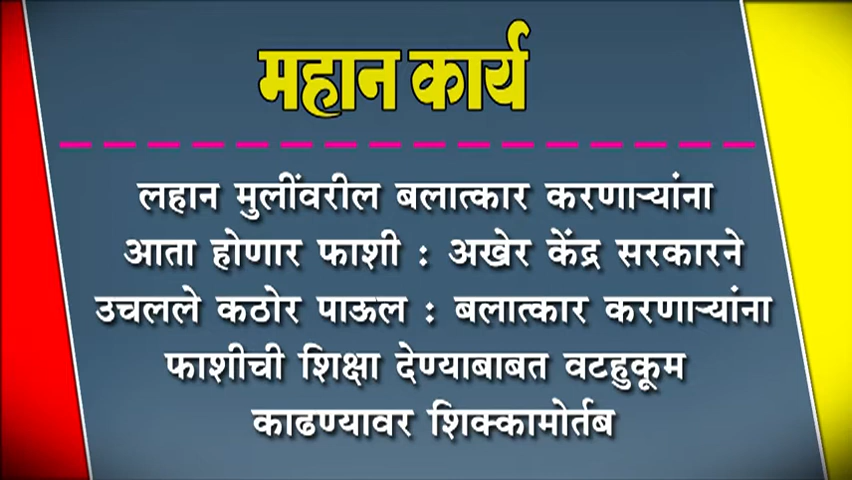 महान कार्य
लहान मुलींवरील बलात्कार करणाऱ्यांना
आता होणार फाशी : अखेर केंद्र सरकारने
उचलले कठोर पाऊल : बलात्कार करणाऱ्यांना
फाशीची शिक्षा देण्याबाबत वटहुकूम
काढण्यावर शिक्कामोर्तब